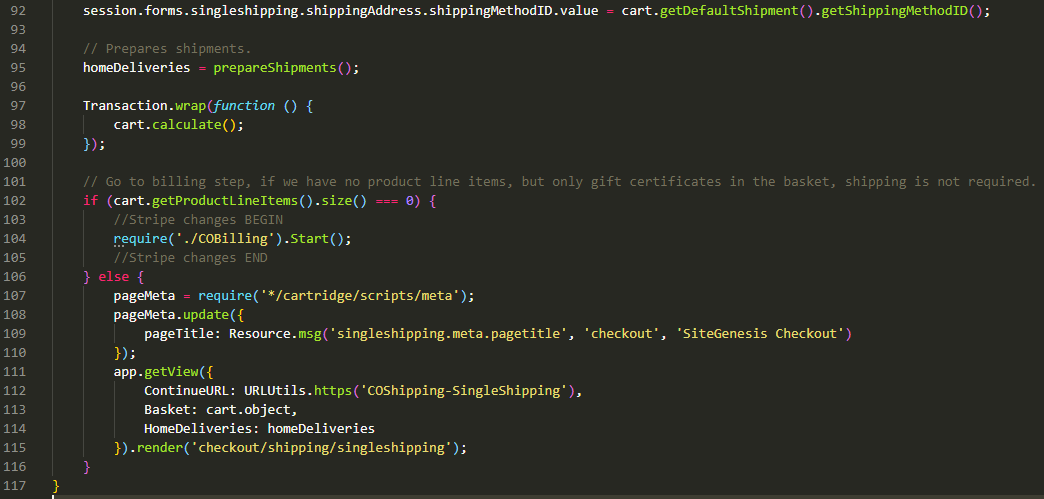 92 session.forms.singleshipping.shippingAddress.shippingMethodID.value = cart.getDefaultShipment().getShippingMethodID();
93
94 // Prepares shipments.
95 homeDeliveries = prepareShipments();
96
97 Transaction.wrap(function () {
98 cart.calculate();
99 });
100
101 // Go to billing step, if we have no product line items, but only gift certificates in the basket, shipping is not required.
102 if (cart.getProductLineItems().size() === 0) {
103 //Stripe changes BEGIN
104 require('./COBilling').Start();
105 //Stripe changes END
106 } else {
107 pageMeta = require('*/cartridge/scripts/meta');
108 pageMeta.update({
109 pageTitle: Resource.msg('singleshipping.meta.pagetitle', 'checkout', 'SiteGenesis Checkout')
110 });
111 app.getView({
112 ContinueURL: URLUtils.https('COShipping-SingleShipping'),
113 Basket: cart.object,
114 HomeDeliveries: homeDeliveries
115 }).render('checkout/shipping/singleshipping');
116 }
117 }